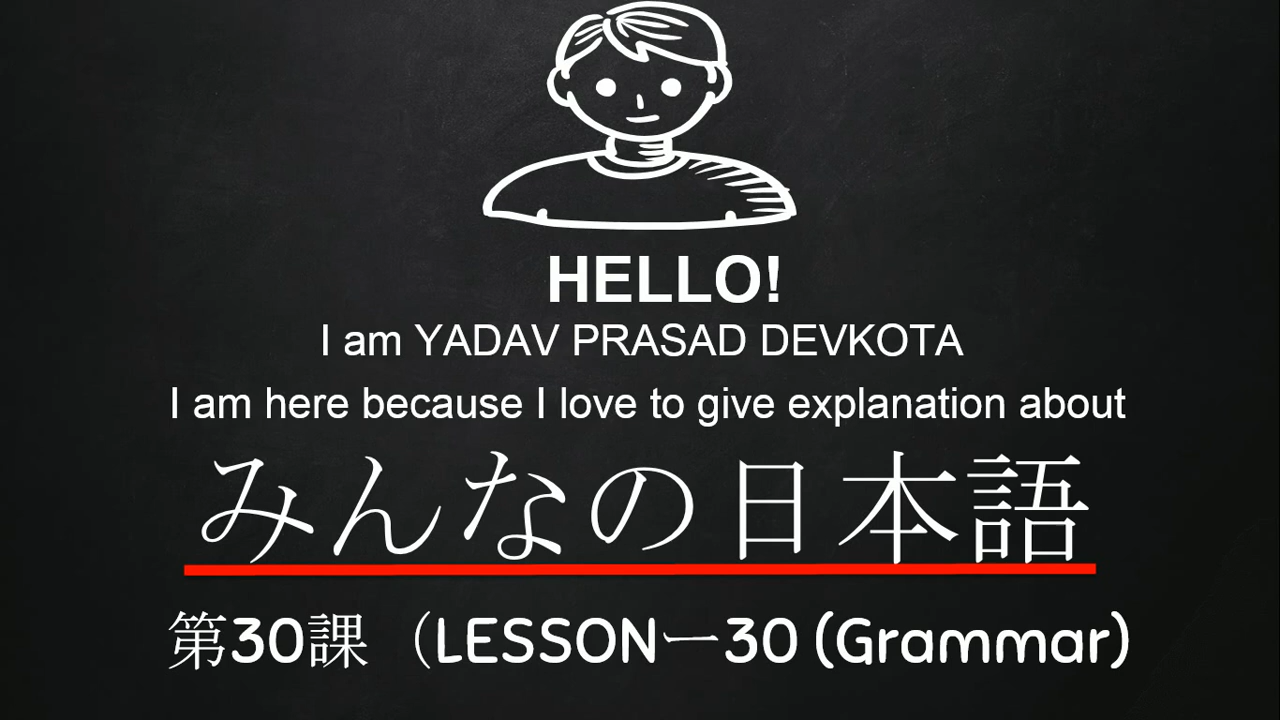 HELLO!
I am YADAV PRASAD DEVKOTA
I am here because I love to give explanation about
みんなの日本語
第30課 （LESSONー30 (Grammar)